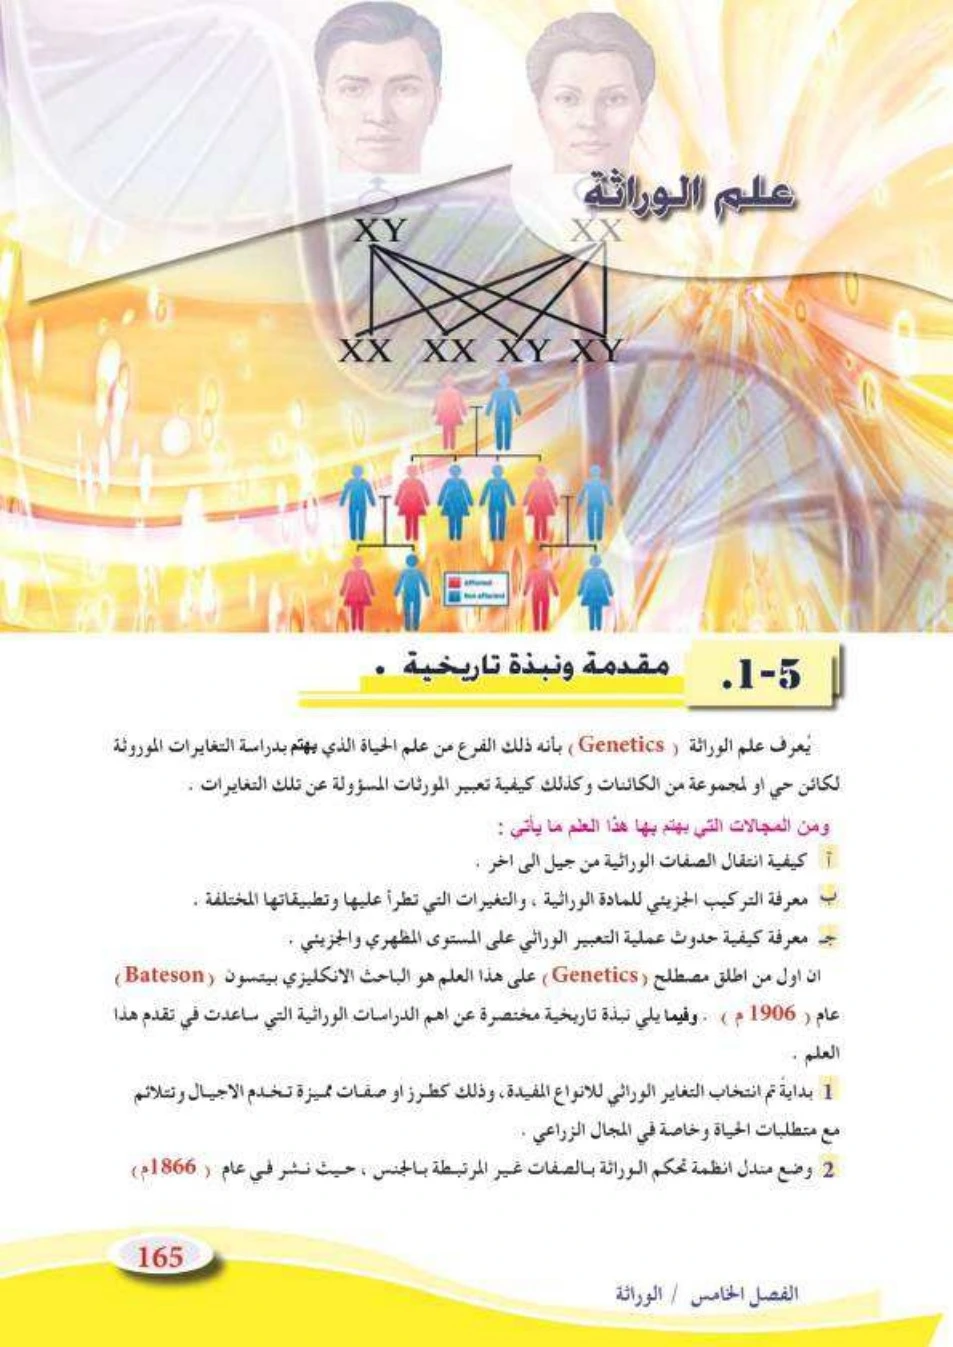 علم الوراثة
XY XX
XX XX XY XY
Affected
Not affected
1-5. مقدمة ونبذة تاريخية .
يُعرف علم الوراثة ( Genetics ) بأنه ذلك الفرع من علم الحياة الذي يهتم بدراسة التغايرات الموروثة
لكائن حي او لمجموعة من الكائنات وكذلك كيفية تعبير المورثات المسؤولة عن تلك التغايرات .
ومن المجالات التي يهتم بها هذا العلم ما يأتي :
أ كيفية انتقال الصفات الوراثية من جيل الى اخر .
ب معرفة التركيب الجزيئي للمادة الوراثية ، والتغيرات التي تطرأ عليها وتطبيقاتها المختلفة .
جـ معرفة كيفية حدوث عملية التعبير الوراثي على المستوى المظهري والجزيئي .
ان اول من اطلق مصطلح ( Genetics ) على هذا العلم هو الباحث الانكليزي بيتسون ( Bateson )
عام ( 1906 م ) . وفيما يلي نبذة تاريخية مختصرة عن اهم الدراسات الوراثية التي ساعدت في تقدم هذا
العلم .
1 بدايةً تم انتخاب التغاير الوراثي للانواع المفيدة، وذلك كطرز او صفات مميزة تخدم الاجيال وتتلائم
مع متطلبات الحياة وخاصة في المجال الزراعي .
2 وضع مندل انظمة تحكم الوراثة بالصفات غير المرتبطة بالجنس ، حيث نشر في عام ( 1866م )
165
الفصل الخامس / الوراثة